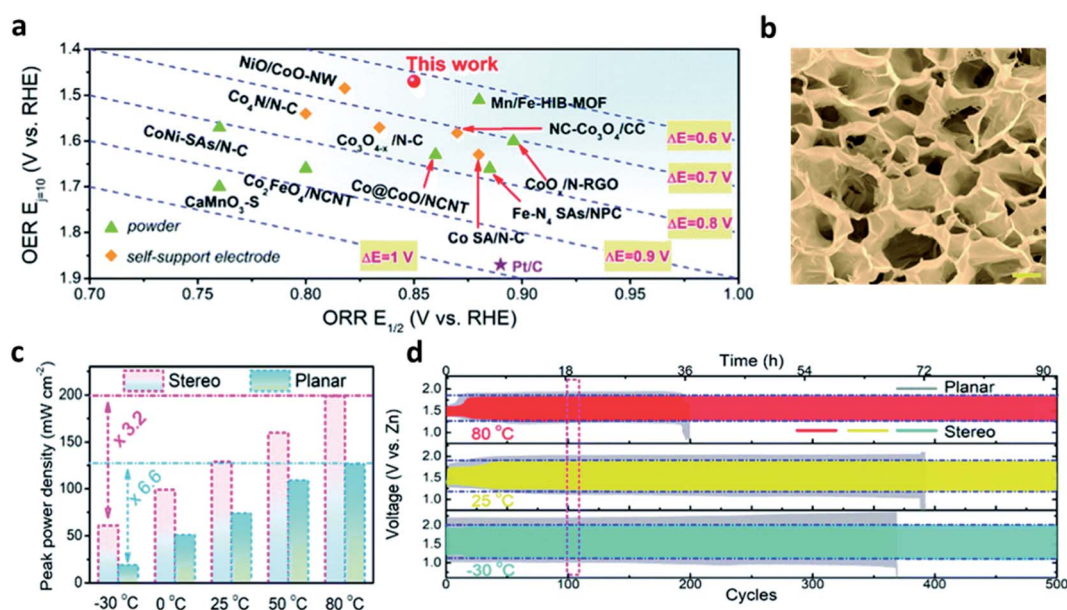 a
OER E_{j=10} (V vs. RHE)
1.4
1.5
1.6
1.7
1.8
1.9
NiO/CoO-NW
This work
Co₄N/N-C
Mn/Fe-HIB-MOF
CoNi-SAs/N-C
Co₃O₄₋ₓ/N-C
NC-Co₃O₄/CC
ΔE=0.6 V
CaMnO₃-S
Co₂FeO₄/NCNT
Co@CoO/NCNT
CoOₓ/N-RGO
ΔE=0.7 V
Fe-N₄ SAs/NPC
Co SA/N-C
ΔE=0.8 V
powder
self-support electrode
ΔE=1 V
Pt/C
ΔE=0.9 V
0.70 0.75 0.80 0.85 0.90 0.95 1.00
ORR E_{1/2} (V vs. RHE)
b
c
Peak power density (mW cm⁻²)
200
150
100
50
0
Stereo Planar
x 3.2
x 6.6
-30 °C 0 °C 25 °C 50 °C 80 °C
d
Time (h)
0 18 36 54 72 90
Voltage (V vs. Zn)
2.0
1.5
1.0
80 °C
Planar
Stereo
2.0
1.5
1.0
25 °C
2.0
1.5
1.0
-30 °C
0 100 200 300 400 500
Cycles